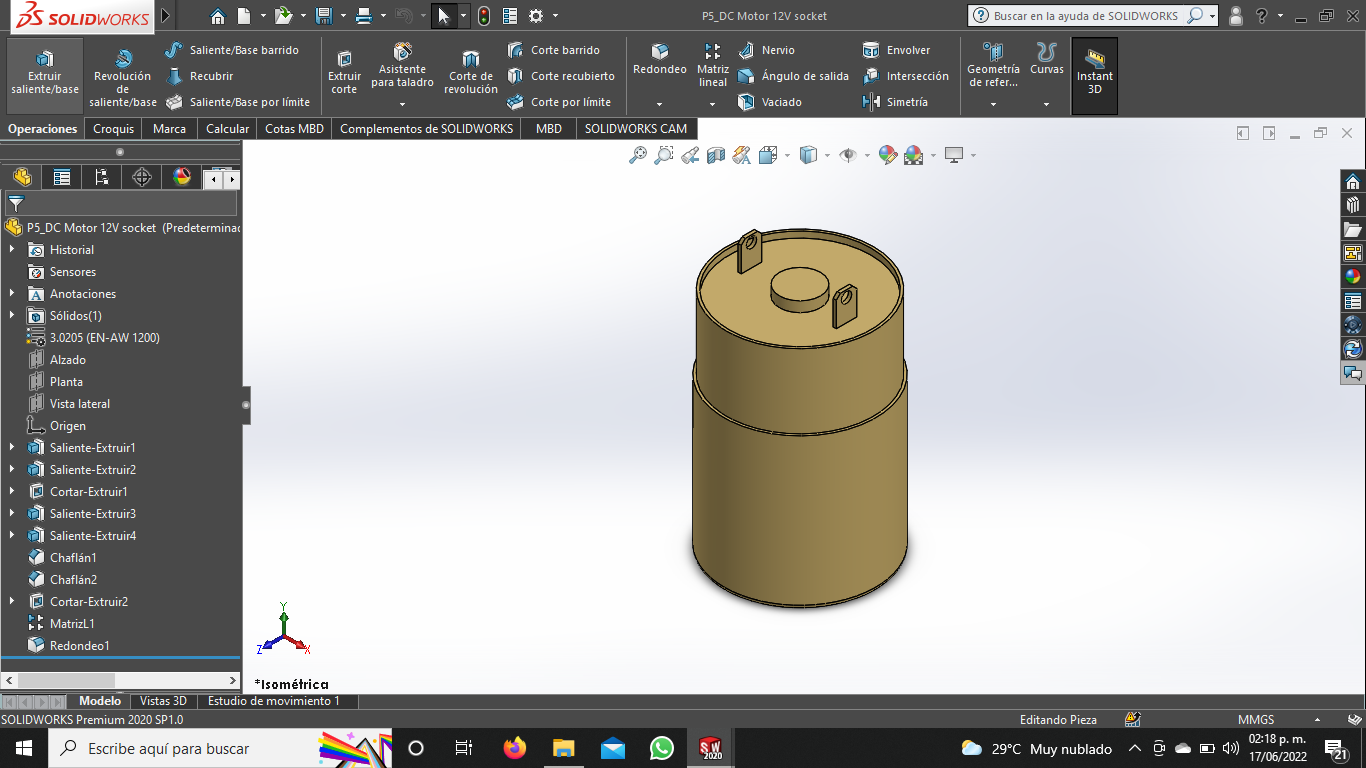 SOLIDWORKS
P5_DC Motor 12V socket
Buscar en la ayuda de SOLIDWORKS
Extruir saliente/base
Revolución de saliente/base
Saliente/Base barrido
Recubrir
Saliente/Base por límite
Extruir corte
Asistente para taladro
Corte de revolución
Corte barrido
Corte recubierto
Corte por límite
Redondeo
Matriz lineal
Nervio
Ángulo de salida
Vaciado
Envolver
Intersección
Simetría
Geometría de refer...
Curvas
Instant 3D
Operaciones
Croquis
Marca
Calcular
Cotas MBD
Complementos de SOLIDWORKS
MBD
SOLIDWORKS CAM
P5_DC Motor 12V socket (Predeterminac
Historial
Sensores
Anotaciones
Sólidos(1)
3.0205 (EN-AW 1200)
Alzado
Planta
Vista lateral
Origen
Saliente-Extruir1
Saliente-Extruir2
Cortar-Extruir1
Saliente-Extruir3
Saliente-Extruir4
Chaflán1
Chaflán2
Cortar-Extruir2
MatrizL1
Redondeo1
Y
Z
X
*Isométrica
Modelo
Vistas 3D
Estudio de movimiento 1
SOLIDWORKS Premium 2020 SP1.0
Editando Pieza
MMGS
Escribe aquí para buscar
SW 2020
29°C Muy nublado
02:18 p. m.
17/06/2022
21